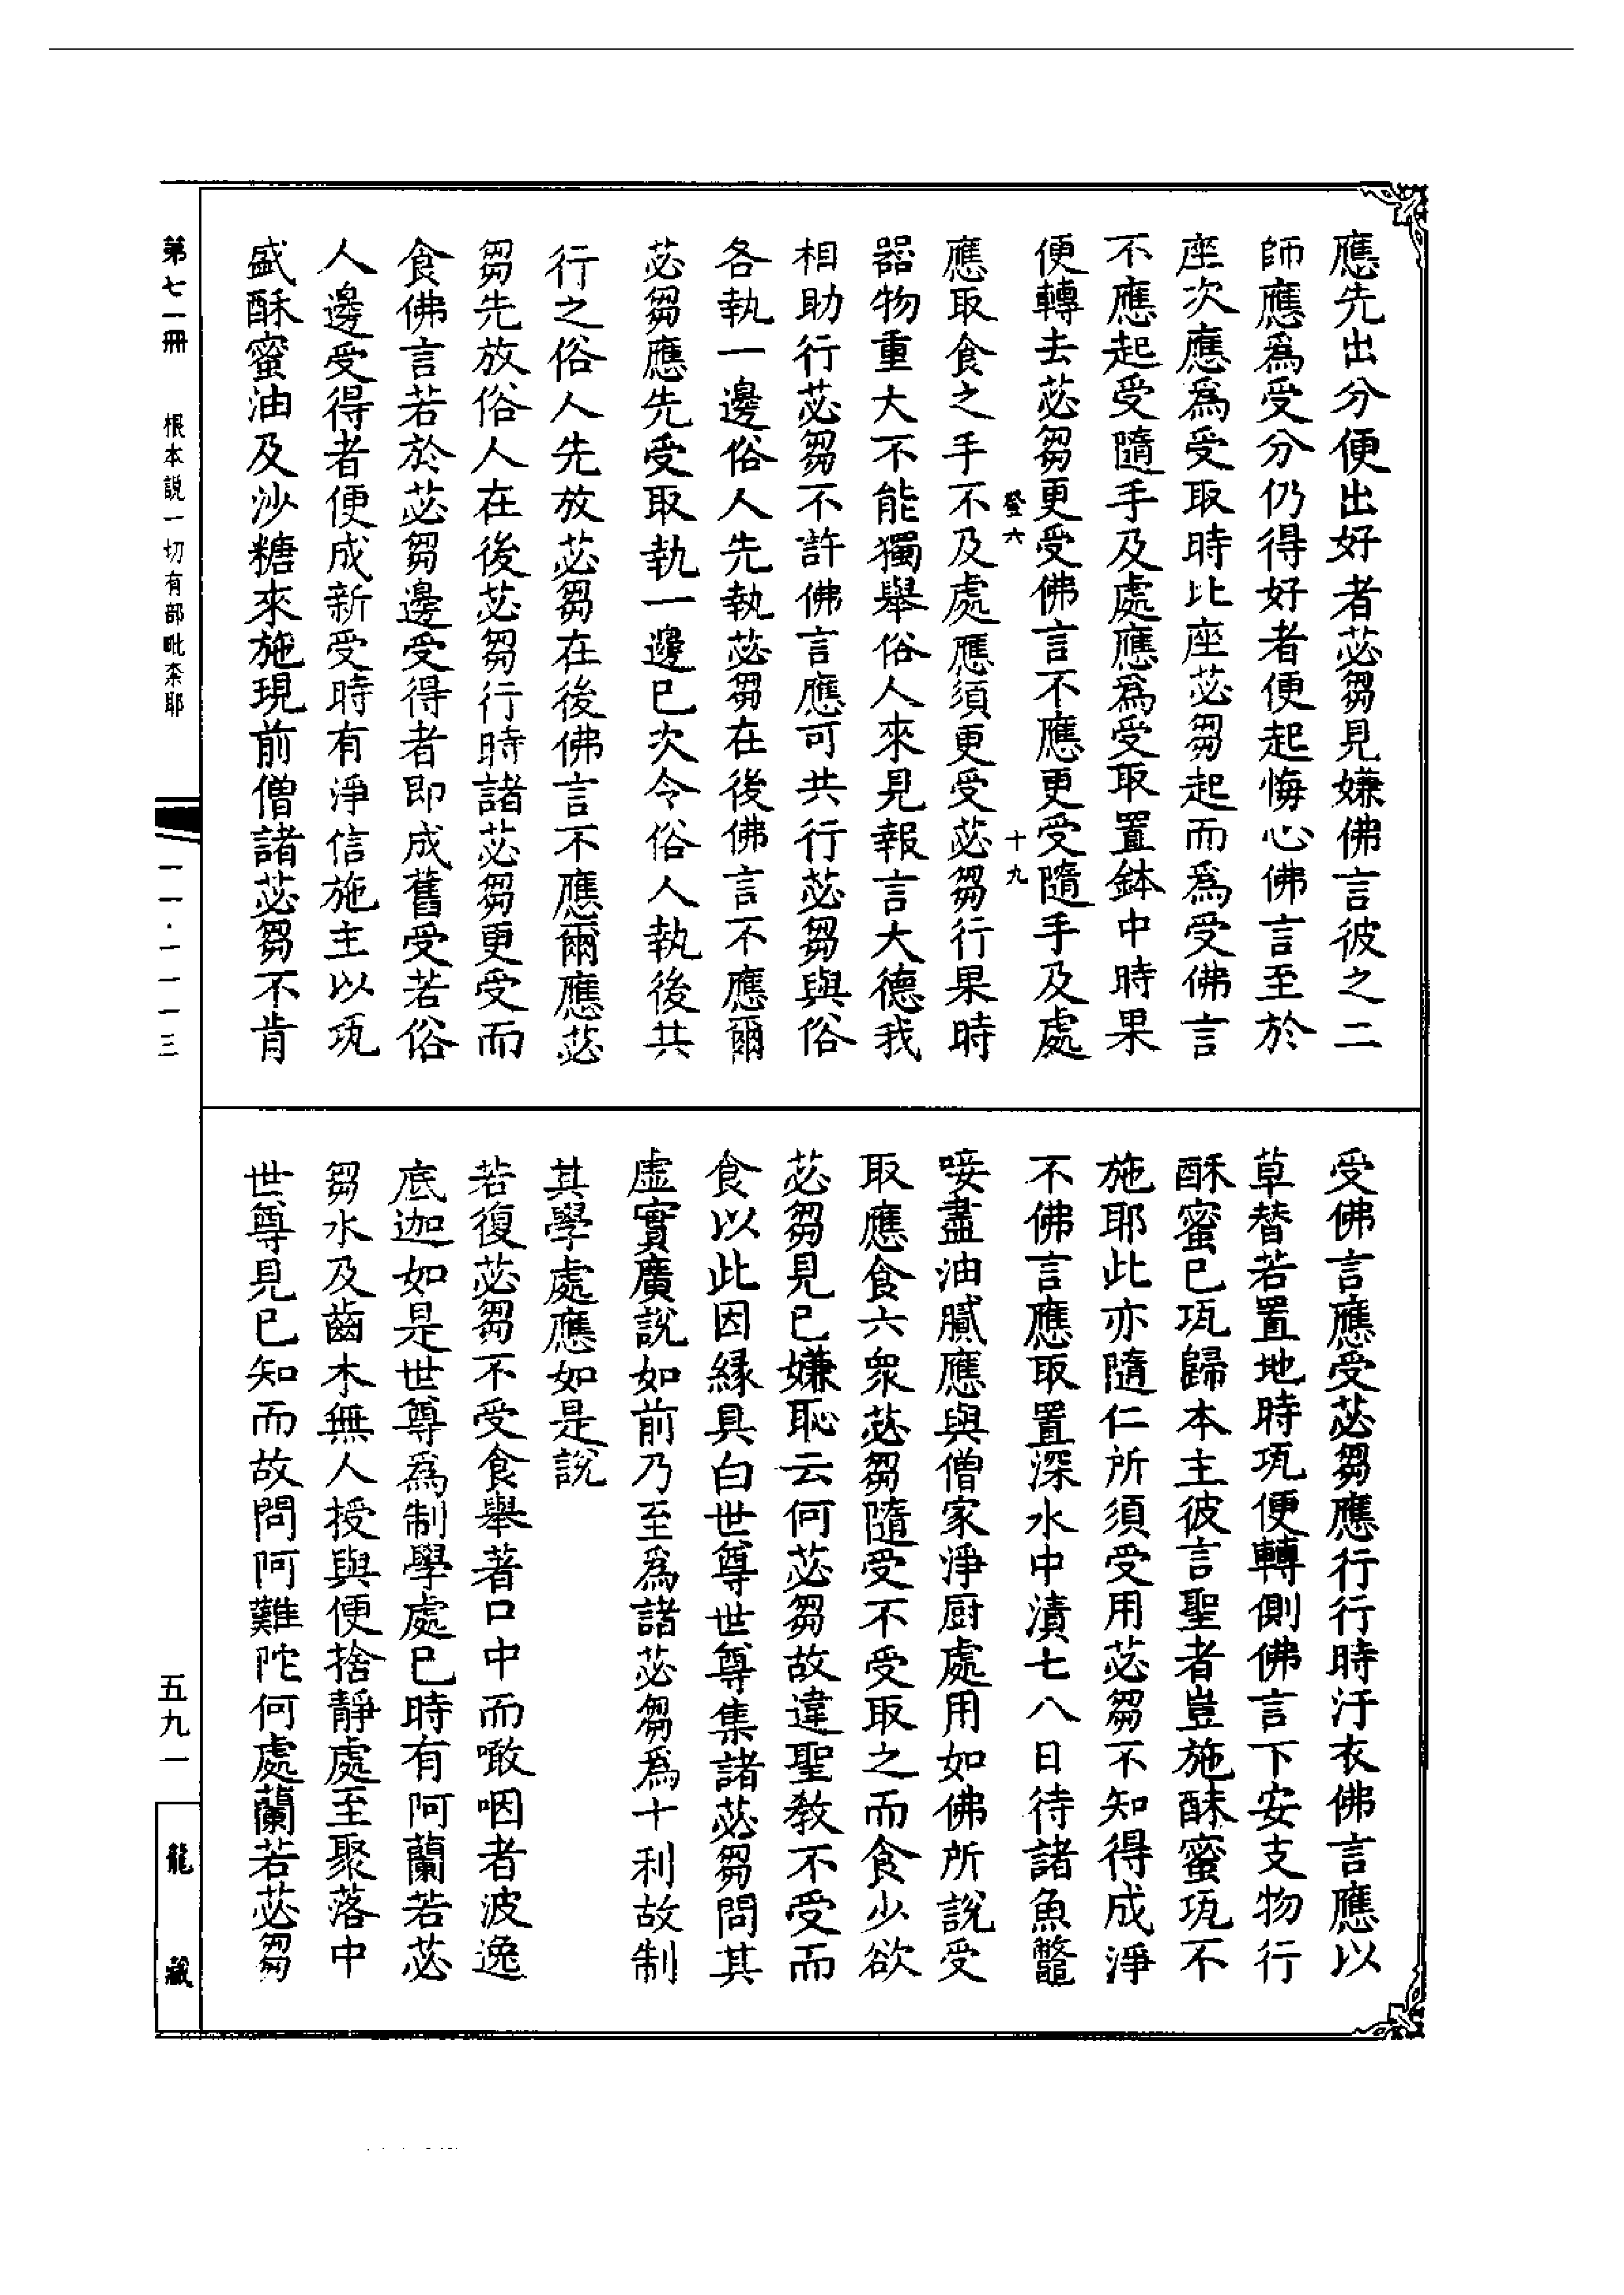 應先出分便出好者苾芻見嫌佛言彼之二
師應爲受分仍得好者便起悔心佛言至於
座次應爲受取時比座苾芻起而爲受佛言
不應起受隨手及處應爲受取置鉢中時果
便轉去苾芻更受佛言不應更受隨手及處
登六 十九
應取食之手不及處應須更受苾芻行果時
器物重大不能獨舉俗人來見報言大德我
相助行苾芻不許佛言應可共行苾芻與俗
各執一邊俗人先執苾芻在後佛言不應爾
苾芻應先受取執一邊已次令俗人執後共
行之俗人先放苾芻在後佛言不應爾應苾
芻先放俗人在後苾芻行時諸苾芻更受而
食佛言若於苾芻邊受得者即成舊受若俗
人邊受得者便成新受時有淨信施主以瓨
盛酥蜜油及沙糖來施現前僧諸苾芻不肯
受佛言應受苾芻應行行時汙衣佛言應以
草替若置地時瓨便轉側佛言下安支物行
酥蜜已瓨歸本主彼言聖者豈施酥蜜瓨不
施耶此亦隨仁所須受用苾芻不知得成淨
不佛言應取置深水中漬七八日待諸魚鼈
唼盡油膩應與僧家淨厨處用如佛所說受
取應食六衆苾芻隨受不受取之而食少欲
苾芻見已嫌恥云何苾芻故違聖教不受而
食以此因緣具白世尊世尊集諸苾芻問其
虛實廣說如前乃至爲諸苾芻爲十利故制
其學處應如是說
若復苾芻不受食舉著口中而噉咽者波逸
底迦如是世尊爲制學處已時有阿蘭若苾
芻水及齒木無人授與便捨靜處至聚落中
世尊見已知而故問阿難陀何處蘭若苾芻
第七一冊 根本說一切有部毗柰耶
一一·一一一三
五九一
龍藏